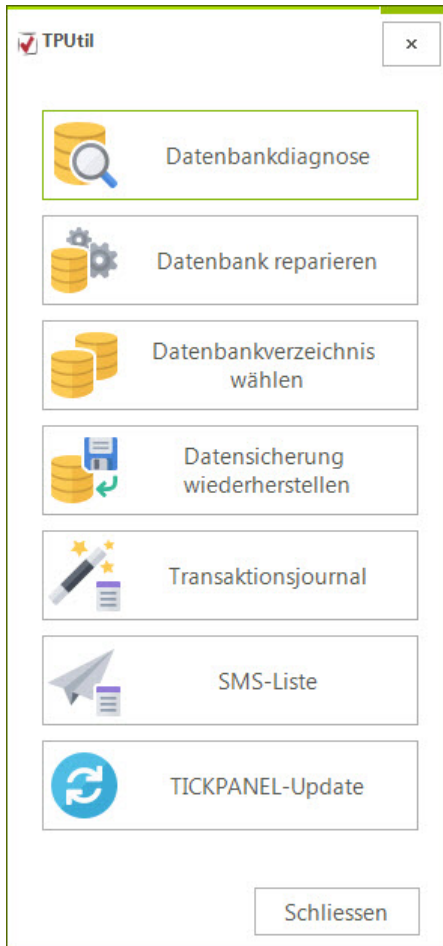 TPUtil
Datenbankdiagnose
Datenbank reparieren
Datenbankverzeichnis
wählen
Datensicherung
wiederherstellen
Transaktionsjournal
SMS-Liste
TICKPANEL-Update
Schliessen